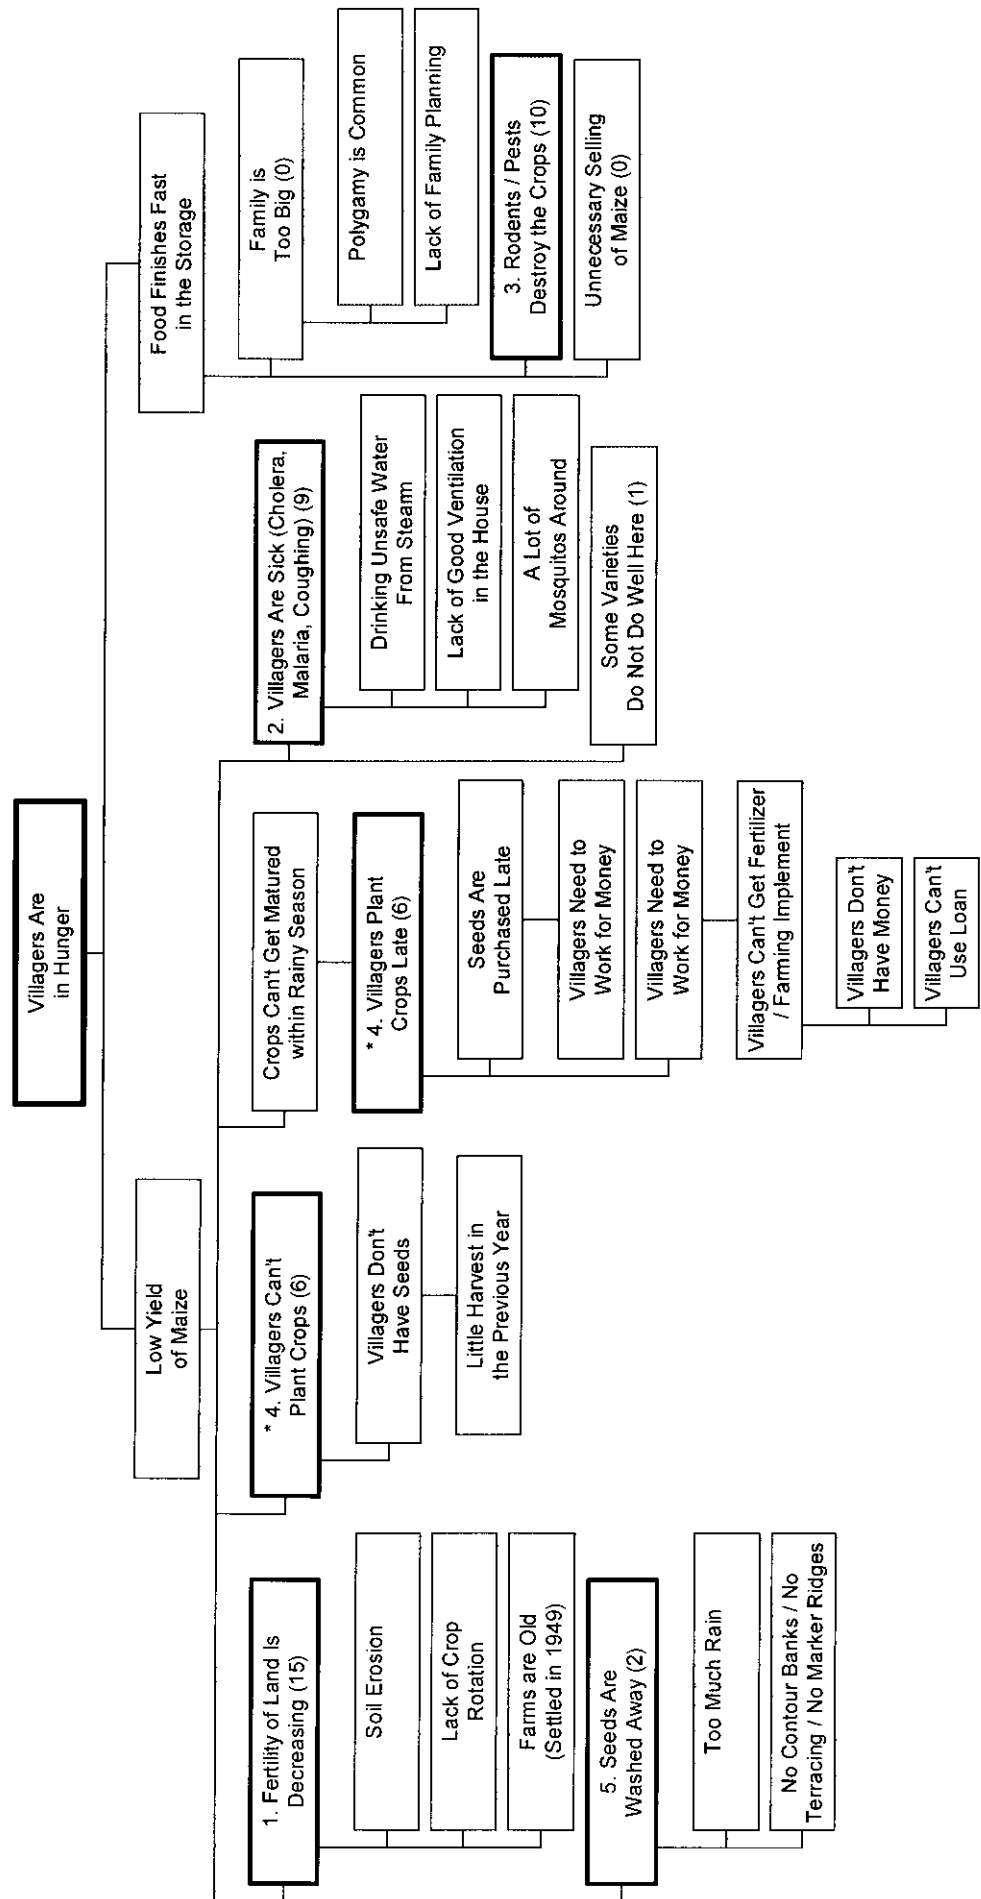 Villagers Are
in Hunger
Low Yield
of Maize
1. Fertility of Land Is
Decreasing (15)
Soil Erosion
Lack of Crop
Rotation
Farms are Old
(Settled in 1949)
5. Seeds Are
Washed Away (2)
Too Much Rain
No Contour Banks / No
Terracing / No Marker Ridges
* 4. Villagers Can't
Plant Crops (6)
Villagers Don't
Have Seeds
Little Harvest in
the Previous Year
Crops Can't Get Matured
within Rainy Season
* 4. Villagers Plant
Crops Late (6)
Seeds Are
Purchased Late
Villagers Need to
Work for Money
Villagers Need to
Work for Money
Villagers Can't Get Fertilizer
/ Farming Implement
Villagers Don't
Have Money
Villagers Can't
Use Loan
2. Villagers Are Sick (Cholera,
Malaria, Coughing) (9)
Drinking Unsafe Water
From Steam
Lack of Good Ventilation
in the House
A Lot of
Mosquitos Around
Some Varieties
Do Not Do Well Here (1)
Food Finishes Fast
in the Storage
Family is
Too Big (0)
Polygamy is Common
Lack of Family Planning
3. Rodents / Pests
Destroy the Crops (10)
Unnecessary Selling
of Maize (0)